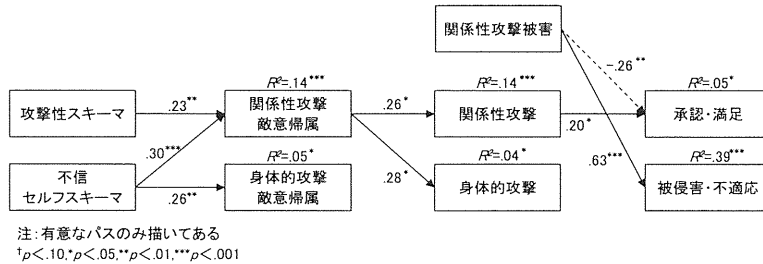 関係性攻撃被害
-.26**
R²=.14***
R²=.14***
R²=.05*
攻撃性スキーマ
.23**
関係性攻撃
敵意帰属
.26*
関係性攻撃
.20*
承認・満足
.30***
.63***
R²=.05*
R²=.04*
R²=.39***
不信
セルフスキーマ
.26**
身体的攻撃
敵意帰属
.28*
身体的攻撃
被侵害・不適応
注：有意なパスのみ描いてある
†p<.10,*p<.05,**p<.01,***p<.001